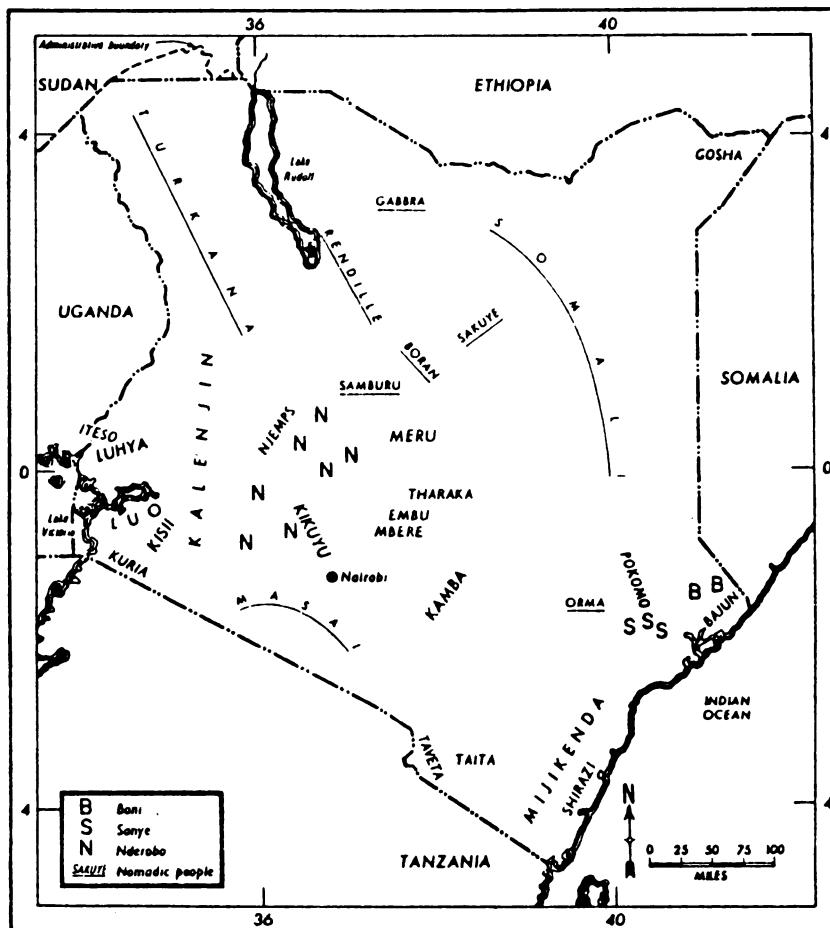 36
40
Administrative boundary
SUDAN
ETHIOPIA
4
4
GOSHA
Lake
Rudolf
TURKANA
GABBRA
RENDILLE
SOMALI
UGANDA
SAKUYE
BORAN
SOMALIA
KALENJIN
SAMBURU
N
NJEMPS
N
MERU
N
N
ITESO
LUHYA
0
0
N
THARAKA
Lake
Victoria
LUO
KISII
KIKUYU
EMBU
MBERE
N
N
KURIA
Nairobi
KAMBA
POKOMO
B B
MASAI
ORMA
S S S
BAJUN
INDIAN
OCEAN
MIJIKENDA
TAVETA
TAITA
SHIRAZI
4
4
B Boni
S Sanye
N Nderobo
SAKUYE Nomadic people
TANZANIA
N
0 25 50 75 100
MILES
36
40